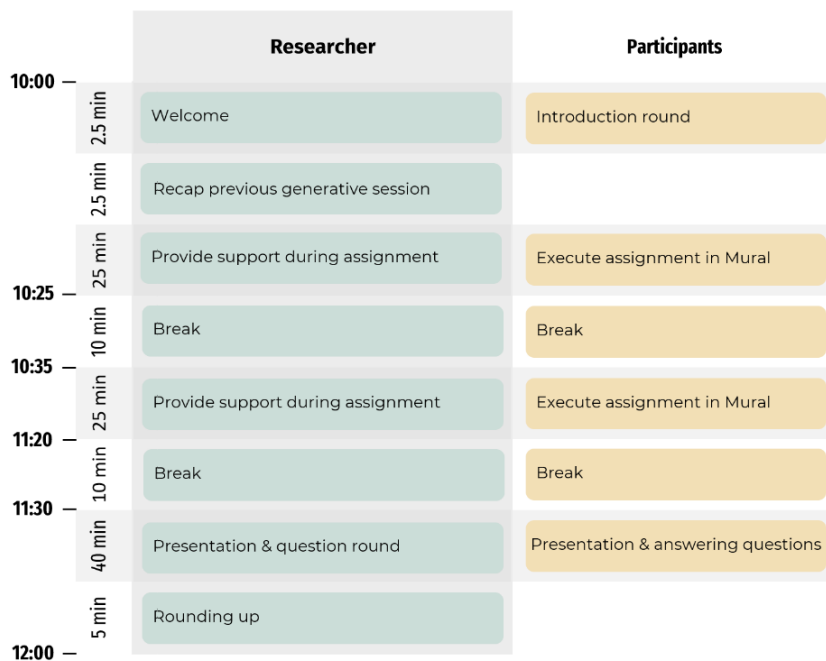 Researcher
Participants
10:00
2.5 min
Welcome
Introduction round
2.5 min
Recap previous generative session
25 min
Provide support during assignment
Execute assignment in Mural
10:25
10 min
Break
Break
10:35
25 min
Provide support during assignment
Execute assignment in Mural
11:20
10 min
Break
Break
11:30
40 min
Presentation & question round
Presentation & answering questions
5 min
Rounding up
12:00